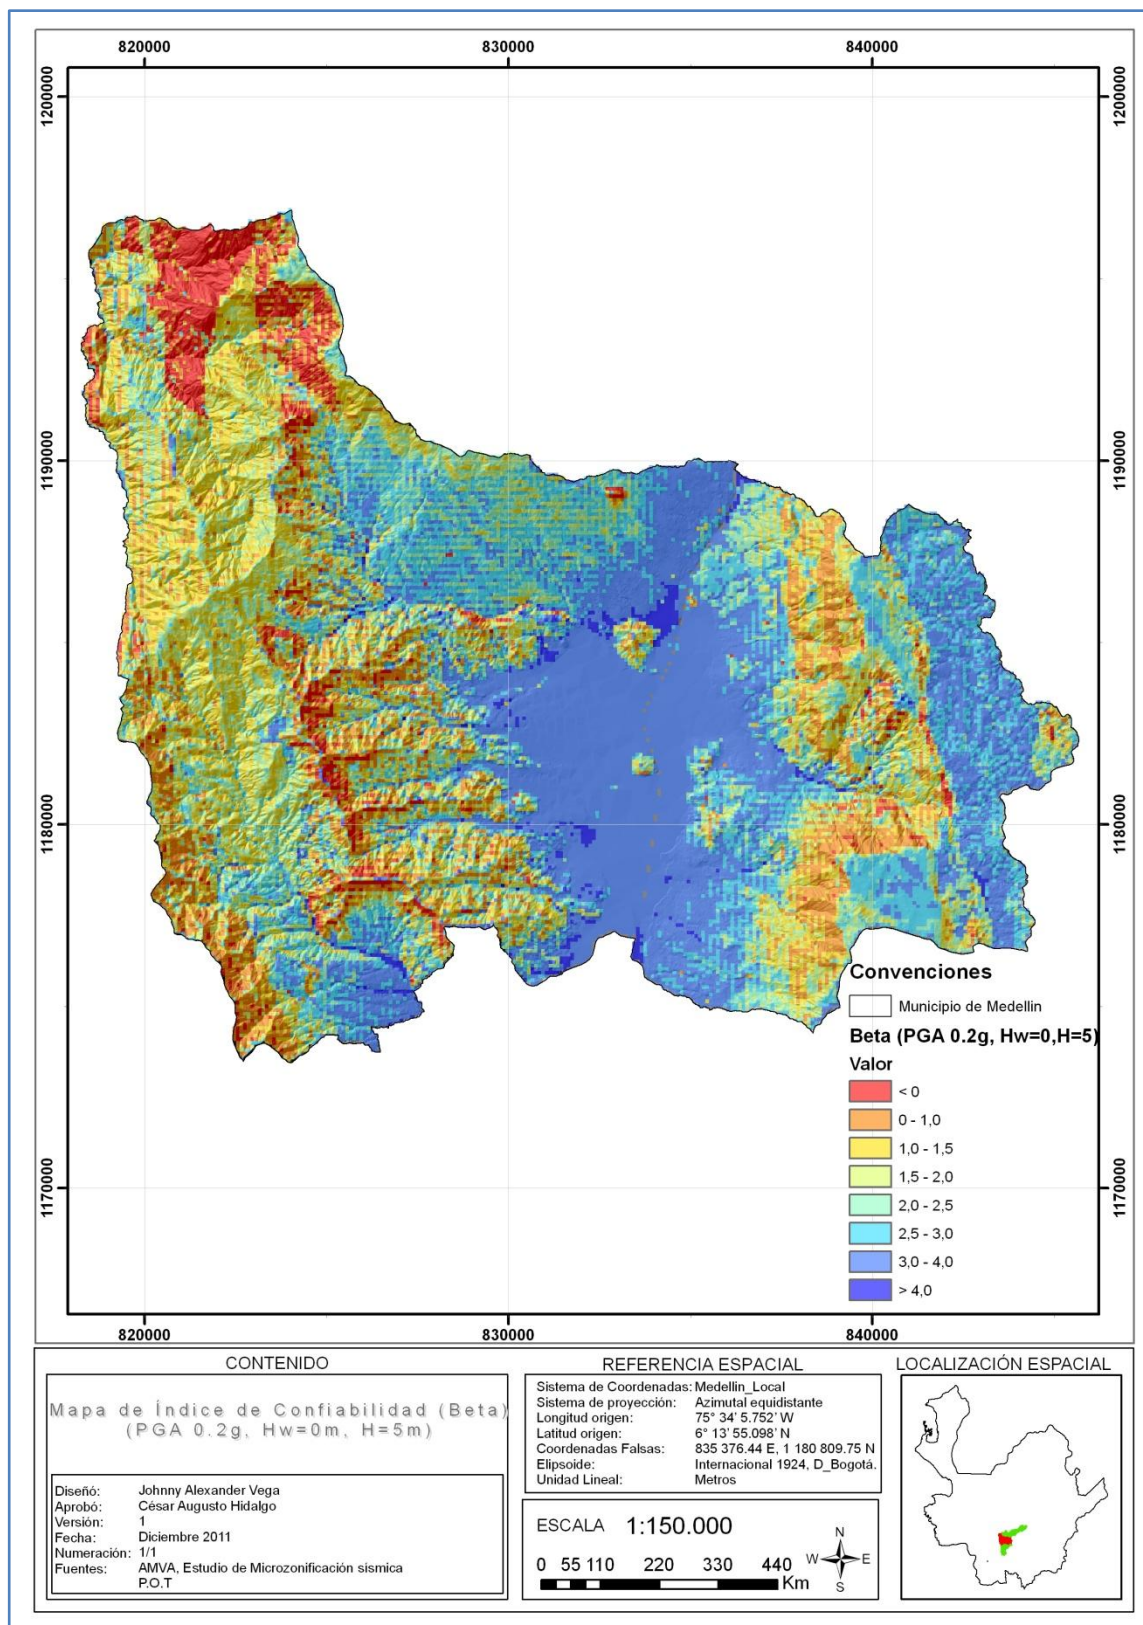 820000 830000 840000
1200000 1200000
1190000 1190000
1180000 1180000
1170000 1170000
Convenciones
Municipio de Medellin
Beta (PGA 0.2g, Hw=0,H=5)
Valor
< 0
0 - 1,0
1,0 - 1,5
1,5 - 2,0
2,0 - 2,5
2,5 - 3,0
3,0 - 4,0
> 4,0
820000 830000 840000
CONTENIDO
Mapa de Índice de Confiabilidad (Beta)
(PGA 0.2g, Hw=0m, H=5m)
Diseñó: Johnny Alexander Vega
Aprobó: César Augusto Hidalgo
Versión: 1
Fecha: Diciembre 2011
Numeración: 1/1
Fuentes: AMVA, Estudio de Microzonificación sísmica
P.O.T
REFERENCIA ESPACIAL
Sistema de Coordenadas: Medellin_Local
Sistema de proyección: Azimutal equidistante
Longitud origen: 75° 34' 5.752' W
Latitud origen: 6° 13' 55.098' N
Coordenadas Falsas: 835 376.44 E, 1 180 809.75 N
Elipsoide: Internacional 1924, D_Bogotá.
Unidad Lineal: Metros
ESCALA 1:150.000
0 55 110 220 330 440
Km
N
W E
S
LOCALIZACIÓN ESPACIAL